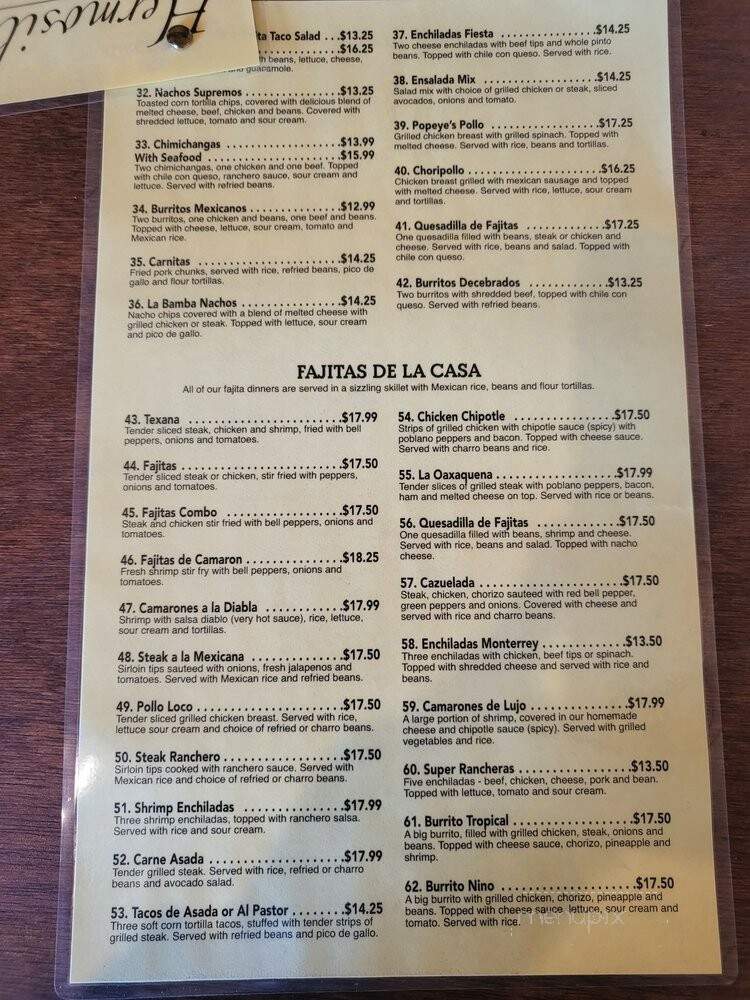 Hermosil
ta Taco Salad . . .$13.25
. . . . . . . . . . . . . . .$16.25
th beans, lettuce, cheese,
and guacamole.
32. Nachos Supremos . . . . . . . . . . . . . .$13.25
Toasted corn tortilla chips, covered with delicious blend of
melted cheese, beef, chicken and beans. Covered with
shredded lettuce, tomato and sour cream.
33. Chimichangas . . . . . . . . . . . . . . . . .$13.99
With Seafood . . . . . . . . . . . . . . . . . . . .$15.99
Two chimichangas, one chicken and one beef. Topped
with chile con queso, ranchero sauce, sour cream and
lettuce. Served with refried beans.
34. Burritos Mexicanos . . . . . . . . . . . . .$12.99
Two burritos, one chicken and beans, one beef and beans.
Topped with cheese, lettuce, sour cream, tomato and
Mexican rice.
35. Carnitas . . . . . . . . . . . . . . . . . . . . .$14.25
Fried pork chunks, served with rice, refried beans, pico de
gallo and flour tortillas.
36. La Bamba Nachos . . . . . . . . . . . . . .$14.25
Nacho chips covered with a blend of melted cheese with
grilled chicken or steak. Topped with lettuce, sour cream
and pico de gallo.
37. Enchiladas Fiesta . . . . . . . . . . . . . .$14.25
Two cheese enchiladas with beef tips and whole pinto
beans. Topped with chile con queso. Served with rice.
38. Ensalada Mix . . . . . . . . . . . . . . . .$14.25
Salad mix with choice of grilled chicken or steak, sliced
avocados, onions and tomato.
39. Popeye's Pollo . . . . . . . . . . . . . . .$17.25
Grilled chicken breast with grilled spinach. Topped with
melted cheese. Served with rice, beans and tortillas.
40. Choripollo . . . . . . . . . . . . . . . . . . .$16.25
Chicken breast grilled with mexican sausage and topped
with melted cheese. Served with rice, lettuce, sour cream
and tortillas.
41. Quesadilla de Fajitas . . . . . . . . . . . .$17.25
One quesadilla filled with beans, steak or chicken and
cheese. Served with rice, beans and salad. Topped with
chile con queso.
42. Burritos Decebrados . . . . . . . . . . . .$13.25
Two burritos with shredded beef, topped with chile con
queso. Served with refried beans.
FAJITAS DE LA CASA
All of our fajita dinners are served in a sizzling skillet with Mexican rice, beans and flour tortillas.
43. Texana . . . . . . . . . . . . . . . . . . . . . .$17.99
Tender sliced steak, chicken and shrimp, fried with bell
peppers, onions and tomatoes.
44. Fajitas . . . . . . . . . . . . . . . . . . . . . . .$17.50
Tender sliced steak or chicken, stir fried with peppers,
onions and tomatoes.
45. Fajitas Combo . . . . . . . . . . . . . . . .$17.50
Steak and chicken stir fried with bell peppers, onions and
tomatoes.
46. Fajitas de Camaron . . . . . . . . . . . . .$18.25
Fresh shrimp stir fry with bell peppers, onions and
tomatoes.
47. Camarones a la Diabla . . . . . . . . . . .$17.99
Shrimp with salsa diablo (very hot sauce), rice, lettuce,
sour cream and tortillas.
48. Steak a la Mexicana . . . . . . . . . . . . .$17.50
Sirloin tips sauteed with onions, fresh jalapenos and
tomatoes. Served with Mexican rice and refried beans.
49. Pollo Loco . . . . . . . . . . . . . . . . . . . .$17.50
Tender sliced grilled chicken breast. Served with rice,
lettuce sour cream and choice of refried or charro beans.
50. Steak Ranchero . . . . . . . . . . . . . . . .$17.50
Sirloin tips cooked with ranchero sauce. Served with
Mexican rice and choice of refried or charro beans.
51. Shrimp Enchiladas . . . . . . . . . . . . . .$17.99
Three shrimp enchiladas, topped with ranchero salsa.
Served with rice and sour cream.
52. Carne Asada . . . . . . . . . . . . . . . . . .$17.99
Tender grilled steak. Served with rice, refried or charro
beans and avocado salad.
53. Tacos de Asada or Al Pastor . . . . . . . .$14.25
Three soft corn tortilla tacos, stuffed with tender strips of
grilled steak. Served with refried beans and pico de gallo.
54. Chicken Chipotle . . . . . . . . . . . . . . .$17.50
Strips of grilled chicken with chipotle sauce (spicy) with
poblano peppers and bacon. Topped with cheese sauce.
Served with charro beans and rice.
55. La Oaxaquena . . . . . . . . . . . . . . . . . .$17.99
Tender slices of grilled steak with poblano peppers, bacon,
ham and melted cheese on top. Served with rice or beans.
56. Quesadilla de Fajitas . . . . . . . . . . . .$17.50
One quesadilla filled with beans, shrimp and cheese.
Served with rice, beans and salad. Topped with nacho
cheese.
57. Cazuelada . . . . . . . . . . . . . . . . . . . . .$17.50
Steak, chicken, chorizo sauteed with red bell pepper,
green peppers and onions. Covered with cheese and
served with rice and charro beans.
58. Enchiladas Monterrey . . . . . . . . . . . .$13.50
Three enchiladas with chicken, beef tips or spinach.
Topped with shredded cheese and served with rice and
beans.
59. Camarones de Lujo . . . . . . . . . . . . . .$17.99
A large portion of shrimp, covered in our homemade
cheese and chipotle sauce (spicy). Served with grilled
vegetables and rice.
60. Super Rancheras . . . . . . . . . . . . . . . .$13.50
Five enchiladas - beef, chicken, cheese, pork and bean.
Topped with lettuce, tomato and sour cream.
61. Burrito Tropical . . . . . . . . . . . . . . . . .$17.50
A big burrito, filled with grilled chicken, steak, onions and
beans. Topped with cheese sauce, chorizo, pineapple and
shrimp.
62. Burrito Nino . . . . . . . . . . . . . . . . . . .$17.50
A big burrito with grilled chicken, chorizo, pineapple and
beans. Topped with cheese sauce, lettuce, sour cream and
tomato. Served with rice.
menupix